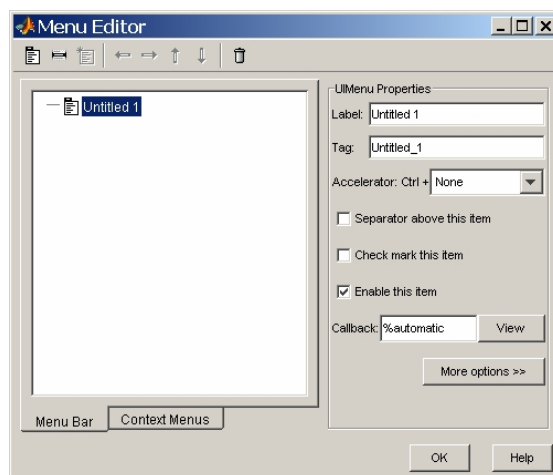 Menu Editor
Untitled 1
UIMenu Properties
Label: Untitled 1
Tag: Untitled_1
Accelerator: Ctrl + None
Separator above this item
Check mark this item
Enable this item
Callback: %automatic View
More options >>
Menu Bar Context Menus
OK Help